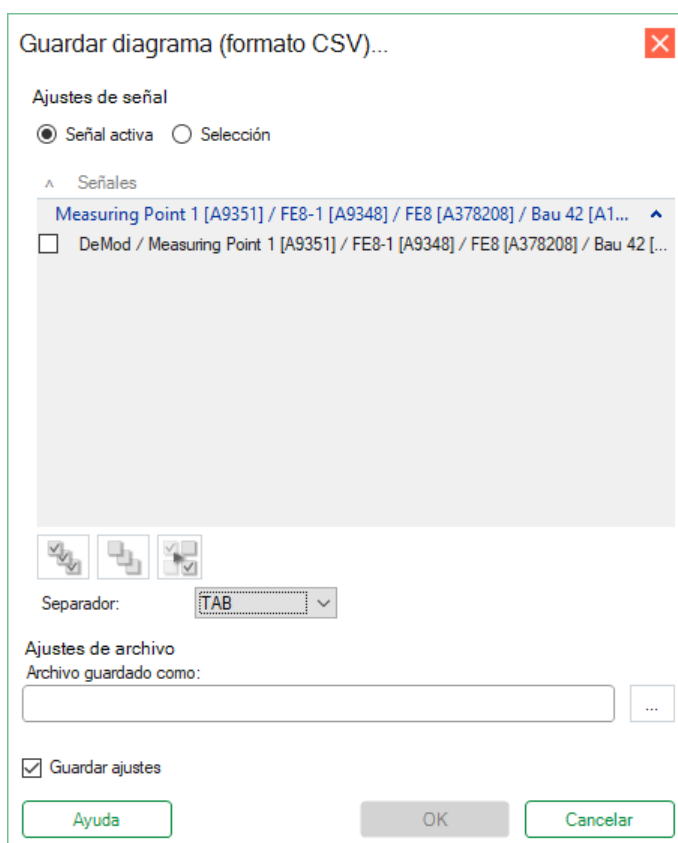 Guardar diagrama (formato CSV)...
Ajustes de señal
Señal activa Selección
Señales
Measuring Point 1 [A9351] / FE8-1 [A9348] / FE8 [A378208] / Bau 42 [A1...
DeMod / Measuring Point 1 [A9351] / FE8-1 [A9348] / FE8 [A378208] / Bau 42 [...
Separador: TAB
Ajustes de archivo
Archivo guardado como:
...
Guardar ajustes
Ayuda OK Cancelar